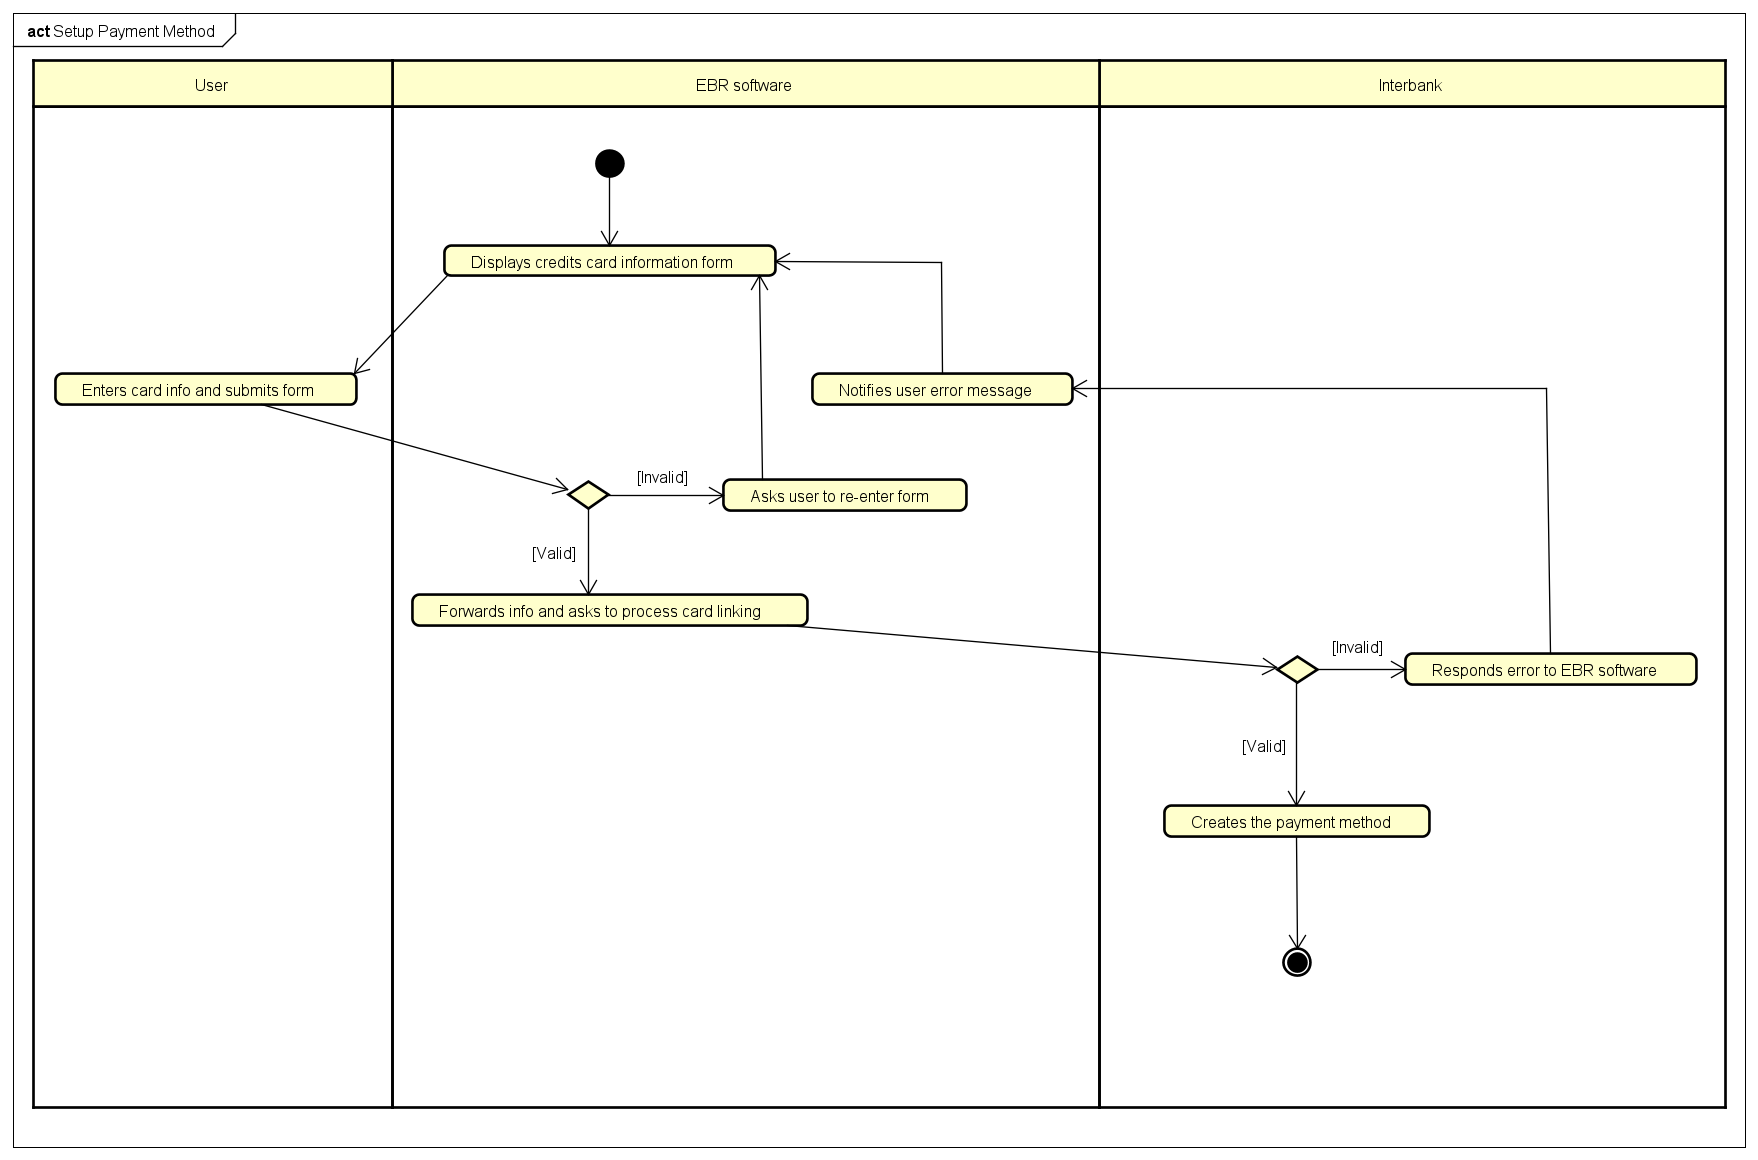 act Setup Payment Method
User
EBR software
Interbank
Displays credits card information form
Enters card info and submits form
Notifies user error message
[Invalid]
Asks user to re-enter form
[Valid]
Forwards info and asks to process card linking
[Invalid]
Responds error to EBR software
[Valid]
Creates the payment method